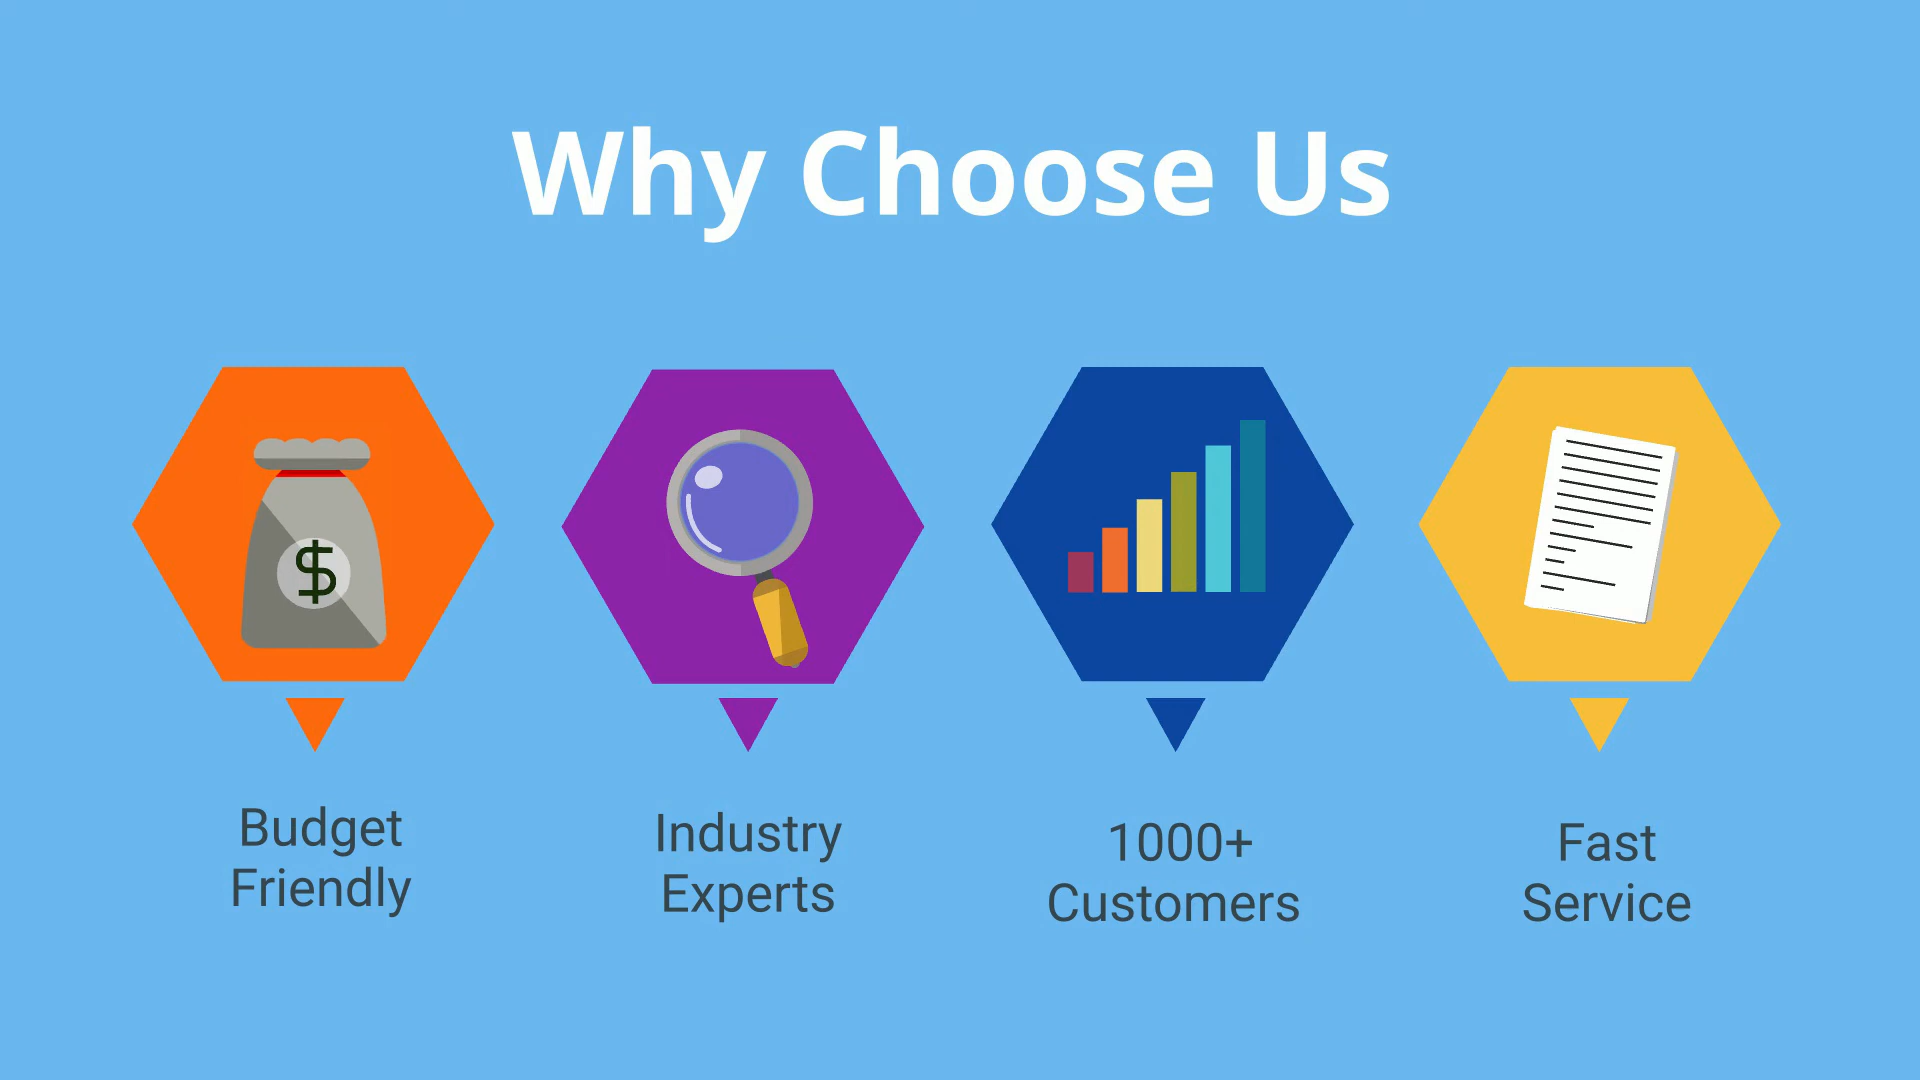 Why Choose Us
$
Budget
Friendly
Industry
Experts
1000+
Customers
Fast
Service